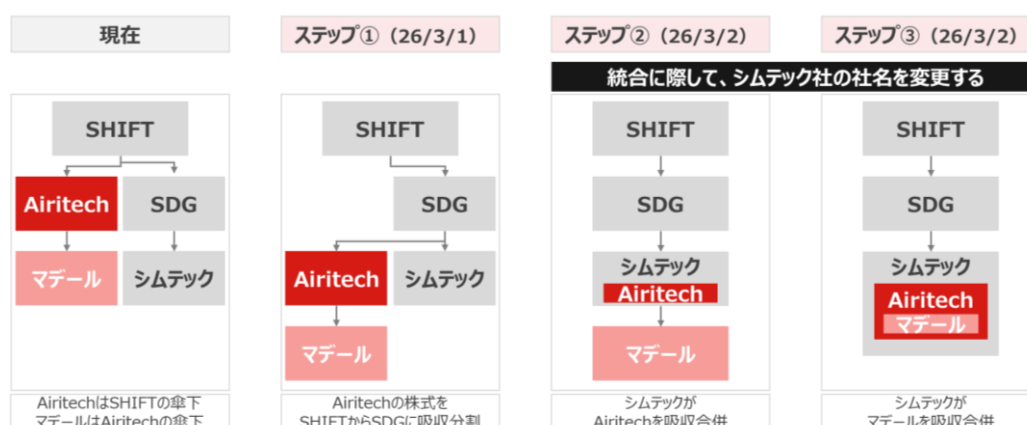 現在
ステップ①（26/3/1）
ステップ②（26/3/2）
ステップ③（26/3/2）
統合に際して、シムテック社の社名を変更する
SHIFT
Airitech
SDG
マデール
シムテック
AiritechはSHIFTの傘下
マデールはAiritechの傘下
SHIFT
SDG
Airitech
シムテック
マデール
Airitechの株式を
SHIFTからSDGに吸収分割
SHIFT
SDG
シムテック
Airitech
マデール
シムテックが
Airitechを吸収合併
SHIFT
SDG
シムテック
Airitech
マデール
シムテックが
マデールを吸収合併